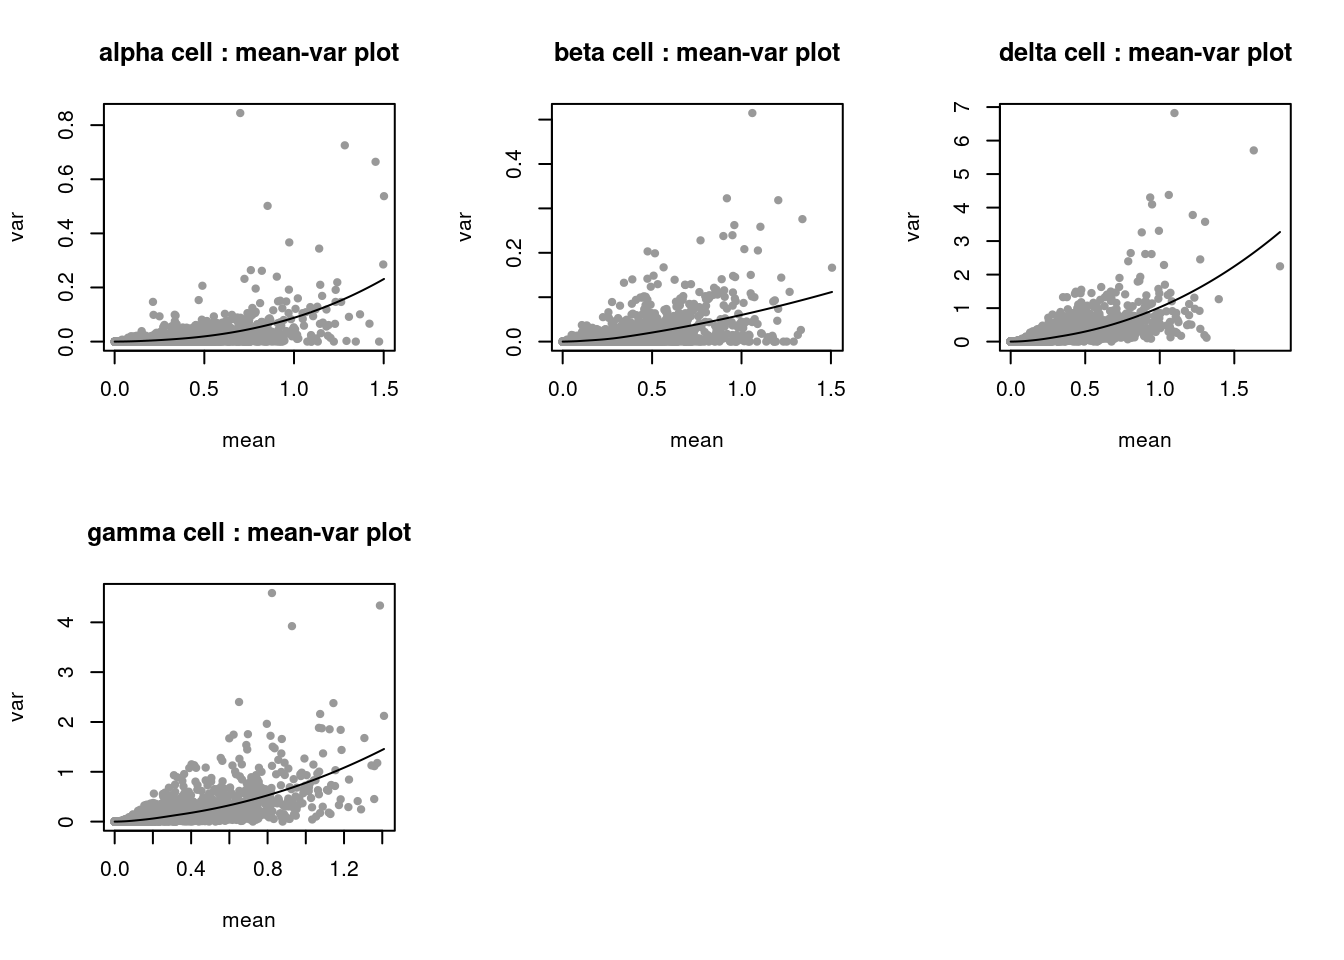 alpha cell : mean-var plot
var
0.0 0.2 0.4 0.6 0.8
0.0 0.5 1.0 1.5
mean
beta cell : mean-var plot
var
0.0 0.2 0.4
0.0 0.5 1.0 1.5
mean
delta cell : mean-var plot
var
0 1 2 3 4 5 6 7
0.0 0.5 1.0 1.5
mean
gamma cell : mean-var plot
var
0 1 2 3 4
0.0 0.4 0.8 1.2
mean